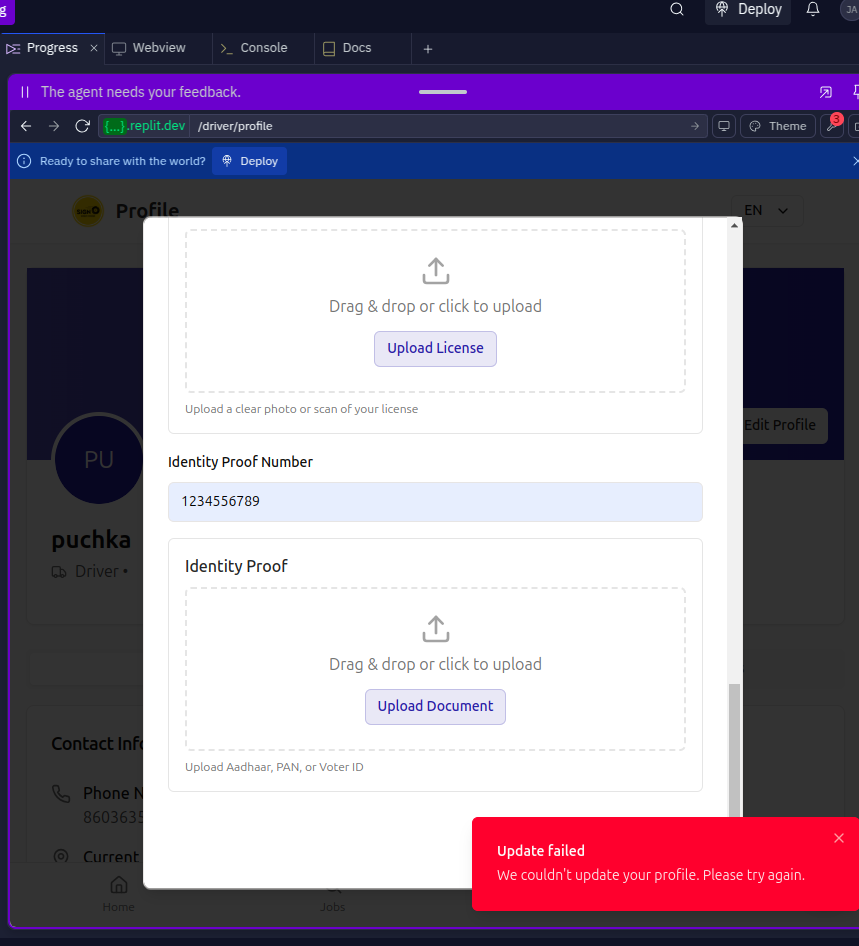 g
Deploy
JA
Progress
Webview
Console
Docs
The agent needs your feedback.
{...}.replit.dev
/driver/profile
Theme
3
Ready to share with the world?
Deploy
Profile
EN
Drag & drop or click to upload
Upload License
Upload a clear photo or scan of your license
Edit Profile
PU
Identity Proof Number
1234556789
puchka
Identity Proof
Driver •
Drag & drop or click to upload
Upload Document
Contact Info
Upload Aadhaar, PAN, or Voter ID
Phone N
8603635
Current
Update failed
We couldn't update your profile. Please try again.
Home
Jobs